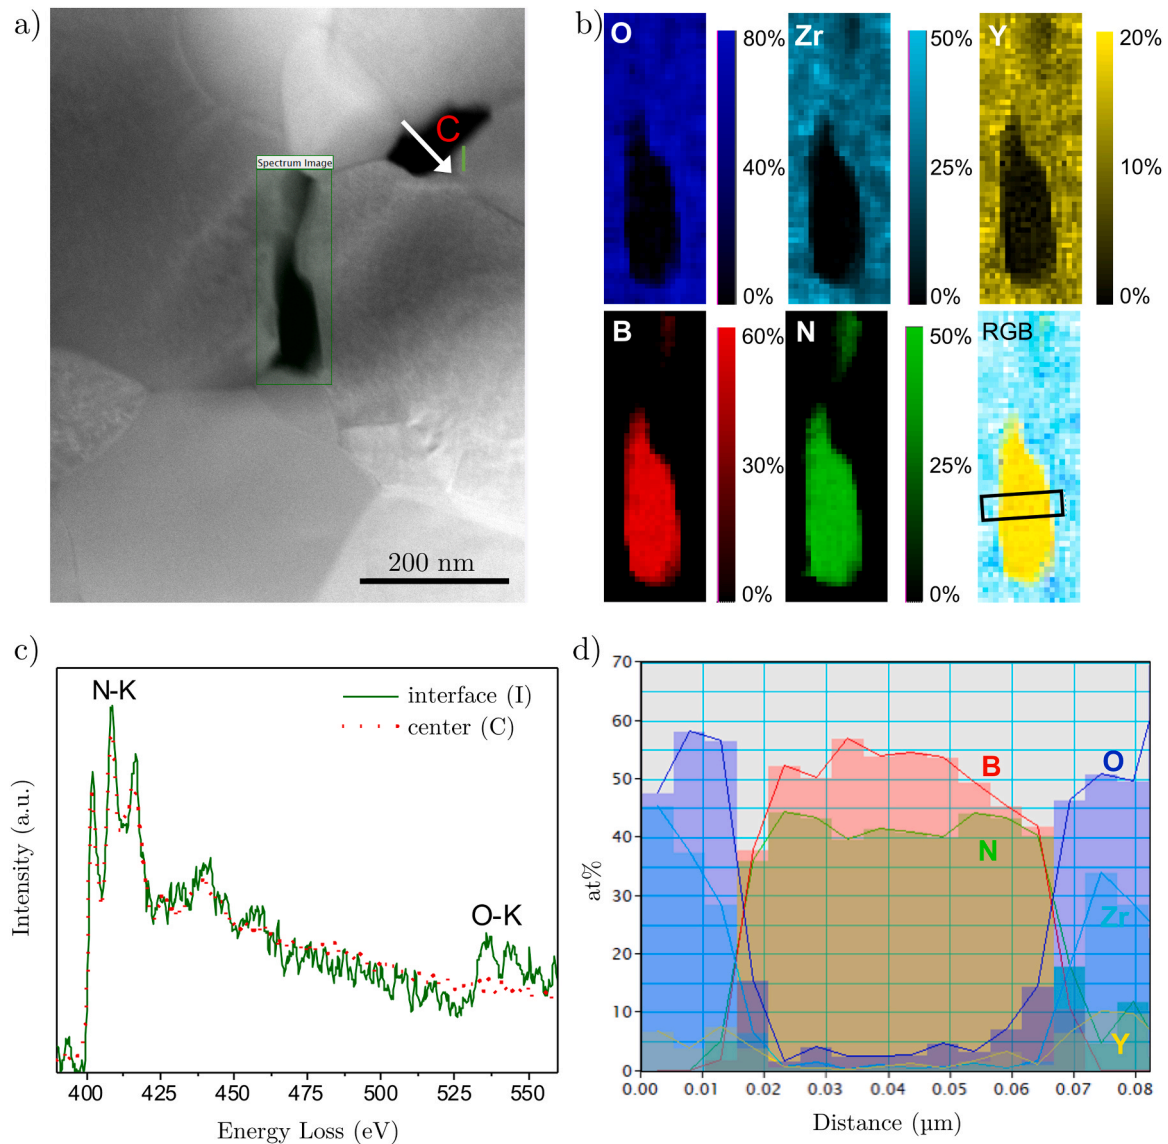 a)
Spectrum Image
C
I
200 nm
b)
O
80%
40%
0%
Zr
50%
25%
0%
Y
20%
10%
0%
B
60%
30%
0%
N
50%
25%
0%
RGB
c)
N-K
interface (I)
center (C)
O-K
Intensity (a.u.)
400 425 450 475 500 525 550
Energy Loss (eV)
d)
70
60
50
40
30
20
10
0
at%
B
O
N
Zr
Y
0.00 0.01 0.02 0.03 0.04 0.05 0.06 0.07 0.08
Distance (µm)